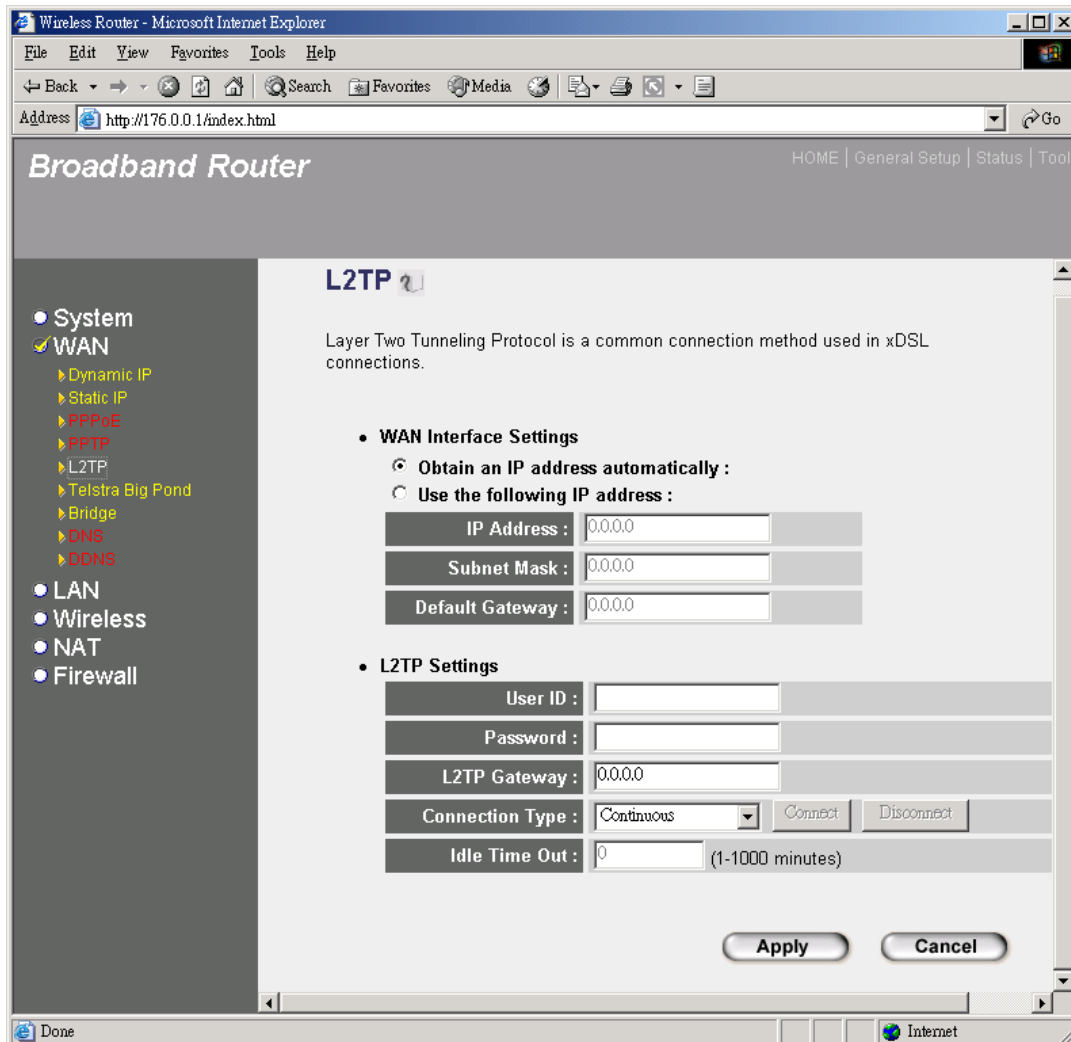 Wireless Router - Microsoft Internet Explorer
File Edit View Favorites Tools Help
Back Search Favorites Media
Address http://176.0.0.1/index.html Go
Broadband Router
HOME | General Setup | Status | Tool
System
WAN
Dynamic IP
Static IP
PPPoE
PPTP
L2TP
Telstra Big Pond
Bridge
DNS
DDNS
LAN
Wireless
NAT
Firewall
L2TP
Layer Two Tunneling Protocol is a common connection method used in xDSL
connections.
WAN Interface Settings
Obtain an IP address automatically :
Use the following IP address :
IP Address : 0.0.0.0
Subnet Mask : 0.0.0.0
Default Gateway : 0.0.0.0
L2TP Settings
User ID :
Password :
L2TP Gateway : 0.0.0.0
Connection Type : Continuous Connect Disconnect
Idle Time Out : 0 (1-1000 minutes)
Apply Cancel
Done Internet